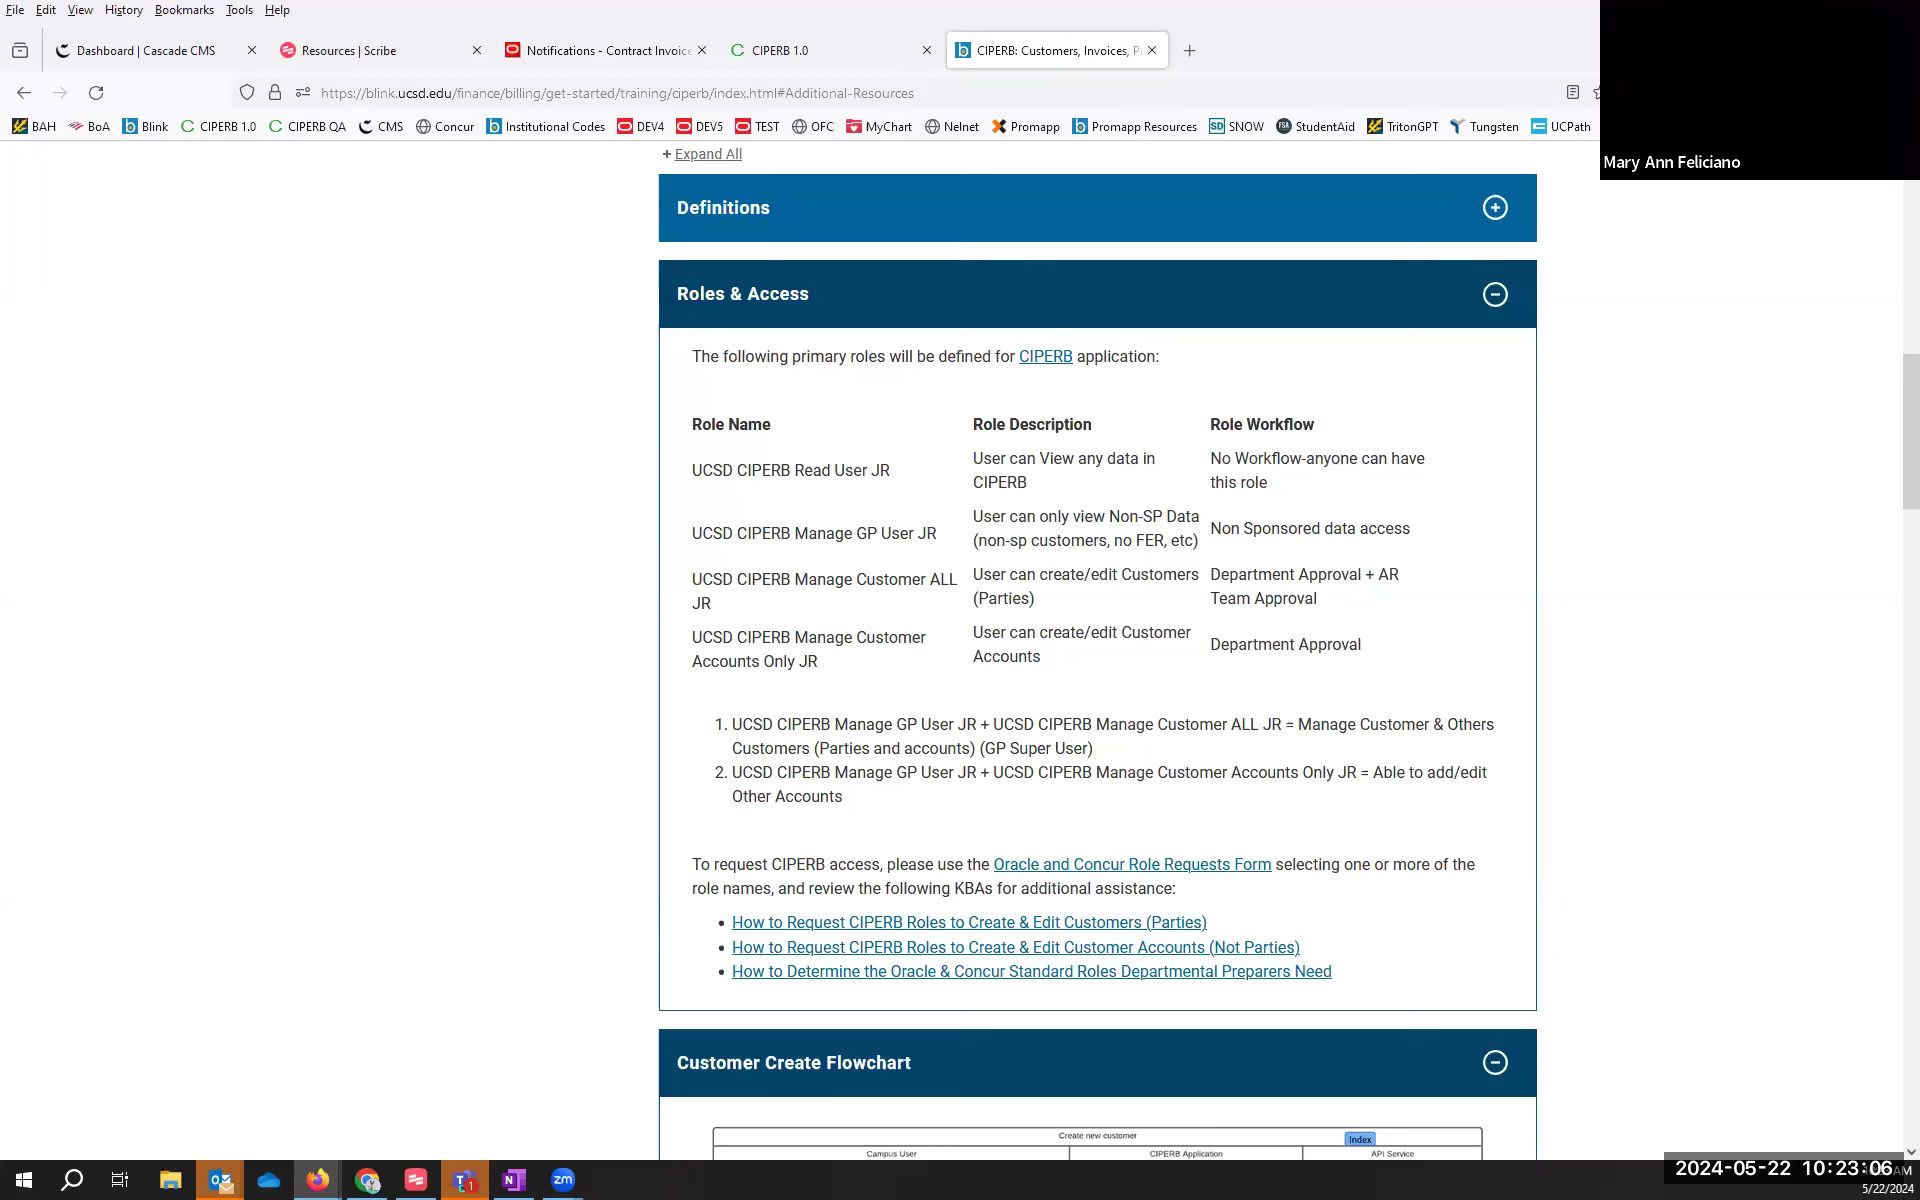 File Edit View History Bookmarks Tools Help
Dashboard | Cascade CMS
Resources | Scribe
Notifications - Contract Invoice
CIPERB 1.0
CIPERB: Customers, Invoices, P
https://blink.ucsd.edu/finance/billing/get-started/training/ciperb/index.html#Additional-Resources
BAH BoA Blink CIPERB 1.0 CIPERB QA CMS Concur Institutional Codes DEV4 DEV5 TEST OFC MyChart Nelnet Promapp Promapp Resources SNOW StudentAid TritonGPT Tungsten UCPath
Mary Ann Feliciano
+ Expand All
Definitions
Roles & Access
The following primary roles will be defined for CIPERB application:
Role Name Role Description Role Workflow
UCSD CIPERB Read User JR
User can View any data in
CIPERB
No Workflow-anyone can have
this role
UCSD CIPERB Manage GP User JR
User can only view Non-SP Data
(non-sp customers, no FER, etc)
Non Sponsored data access
UCSD CIPERB Manage Customer ALL
JR
User can create/edit Customers
(Parties)
Department Approval + AR
Team Approval
UCSD CIPERB Manage Customer
Accounts Only JR
User can create/edit Customer
Accounts
Department Approval
1. UCSD CIPERB Manage GP User JR + UCSD CIPERB Manage Customer ALL JR = Manage Customer & Others
Customers (Parties and accounts) (GP Super User)
2. UCSD CIPERB Manage GP User JR + UCSD CIPERB Manage Customer Accounts Only JR = Able to add/edit
Other Accounts
To request CIPERB access, please use the Oracle and Concur Role Requests Form selecting one or more of the
role names, and review the following KBAs for additional assistance:
• How to Request CIPERB Roles to Create & Edit Customers (Parties)
• How to Request CIPERB Roles to Create & Edit Customer Accounts (Not Parties)
• How to Determine the Oracle & Concur Standard Roles Departmental Preparers Need
Customer Create Flowchart
Create new customer
Index
Campus User CIPERB Application API Service
2024-05-22 10:23:06
5/22/2024